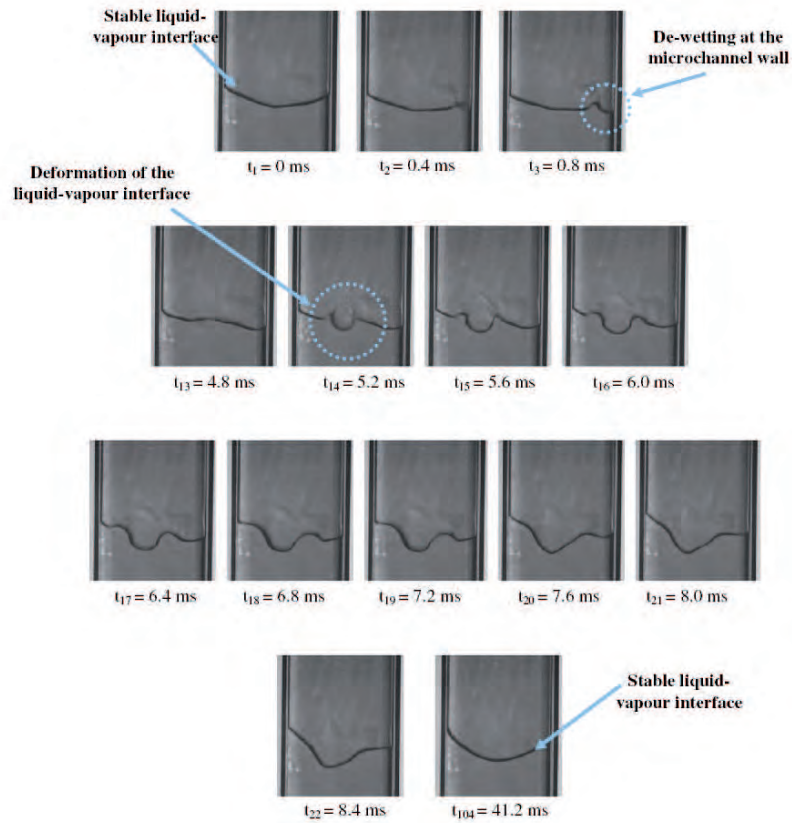 Stable liquid-
vapour interface
De-wetting at the
microchannel wall
t1 = 0 ms
t2 = 0.4 ms
t3 = 0.8 ms
Deformation of the
liquid-vapour interface
t13 = 4.8 ms
t14 = 5.2 ms
t15 = 5.6 ms
t16 = 6.0 ms
t17 = 6.4 ms
t18 = 6.8 ms
t19 = 7.2 ms
t20 = 7.6 ms
t21 = 8.0 ms
Stable liquid-
vapour interface
t22 = 8.4 ms
t104 = 41.2 ms